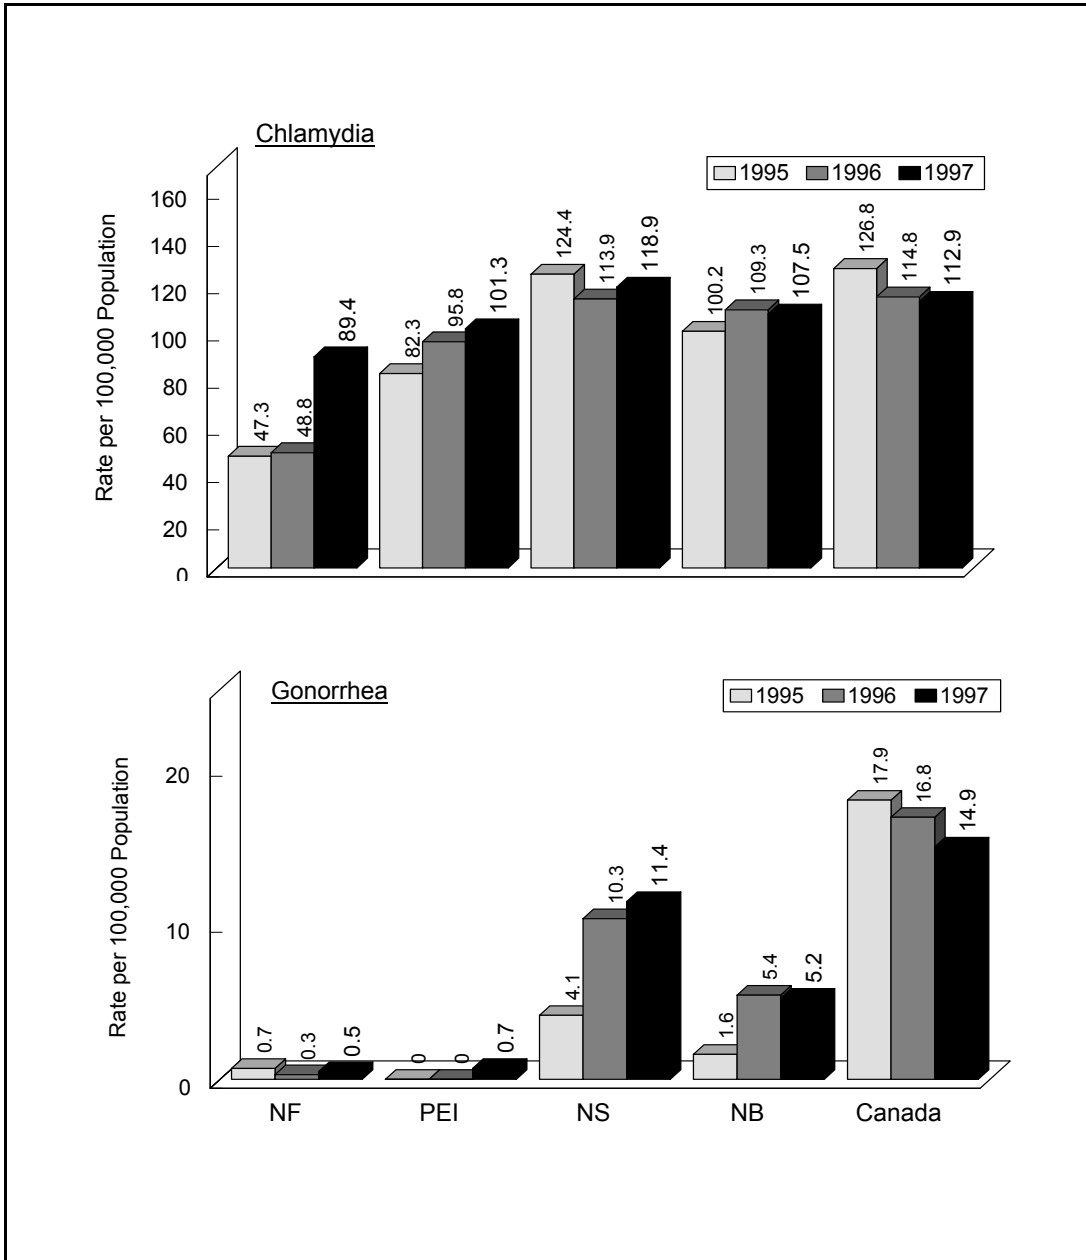 Chlamydia
1995 1996 1997
Rate per 100,000 Population
160
140
120
100
80
60
40
20
0
47.3 48.8 89.4
82.3 95.8 101.3
124.4 113.9 118.9
100.2 109.3 107.5
126.8 114.8 112.9
Gonorrhea
1995 1996 1997
Rate per 100,000 Population
20
10
0
0.7 0.3 0.5
0 0 0.7
4.1 10.3 11.4
1.6 5.4 5.2
17.9 16.8 14.9
NF PEI NS NB Canada